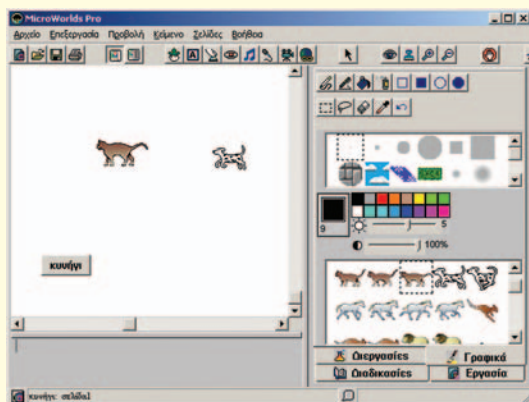 MicroWorlds Pro
Αρχείο Επεξεργασία Προβολή Κείμενο Σελίδες Βοήθεια
κυνήγι
9
5
100%
Διεργασίες Γραφικά
Διαδικασίες Εργασία
κυνήγι: σελίδα1